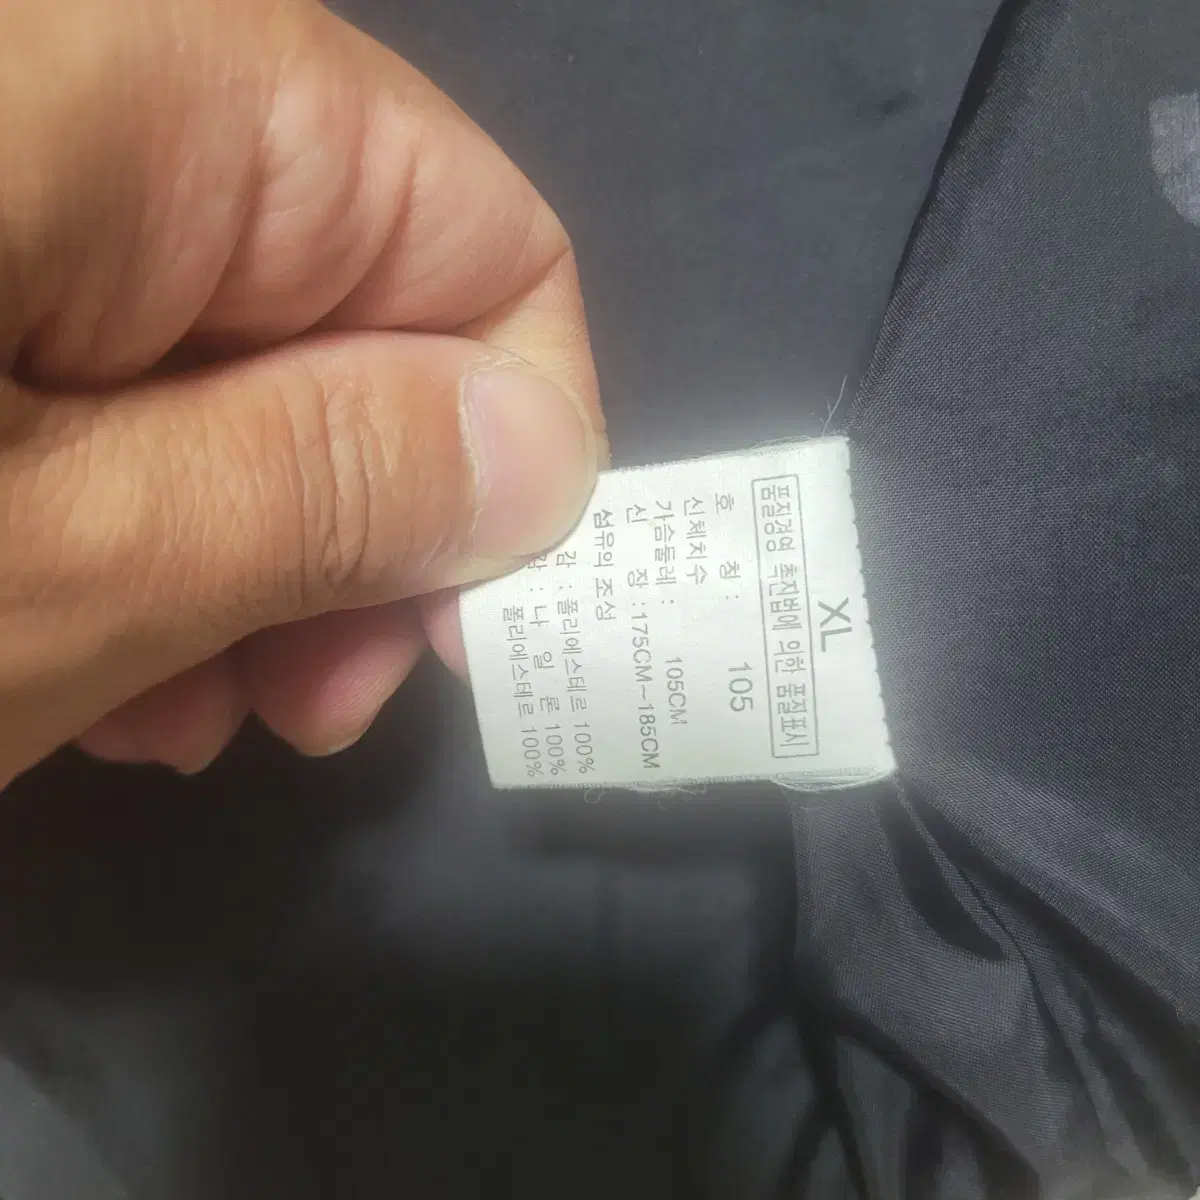 XL
품질경영 촉진법에 의한 품질표시
호 칭 : 105
신체치수
가슴둘레 : 105CM
신 장 :175CM~185CM
섬유의 조성
감 : 폴리에스테르 100%
감 : 나 일 론 100%
폴리에스테르 100%